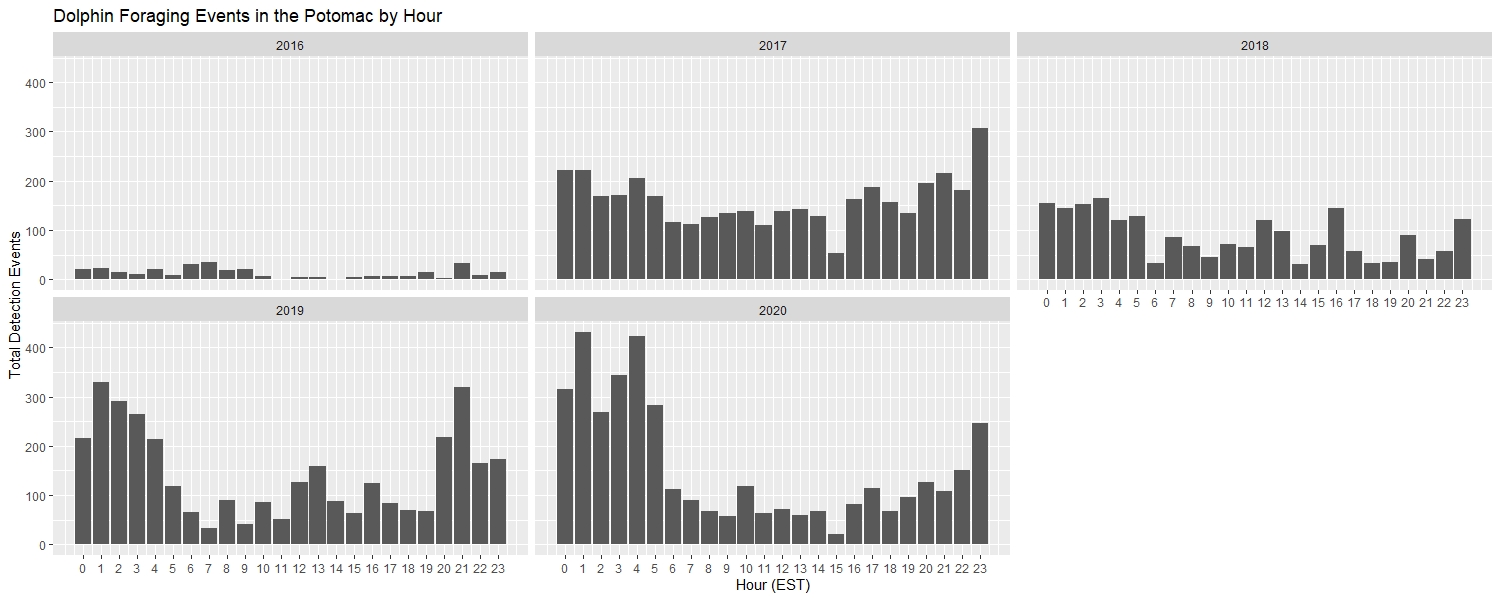 Dolphin Foraging Events in the Potomac by Hour
2016 2017 2018
400
300
200
100
0
0 1 2 3 4 5 6 7 8 9 10 11 12 13 14 15 16 17 18 19 20 21 22 23
2019 2020
Total Detection Events
400
300
200
100
0
0 1 2 3 4 5 6 7 8 9 10 11 12 13 14 15 16 17 18 19 20 21 22 23
0 1 2 3 4 5 6 7 8 9 10 11 12 13 14 15 16 17 18 19 20 21 22 23
Hour (EST)